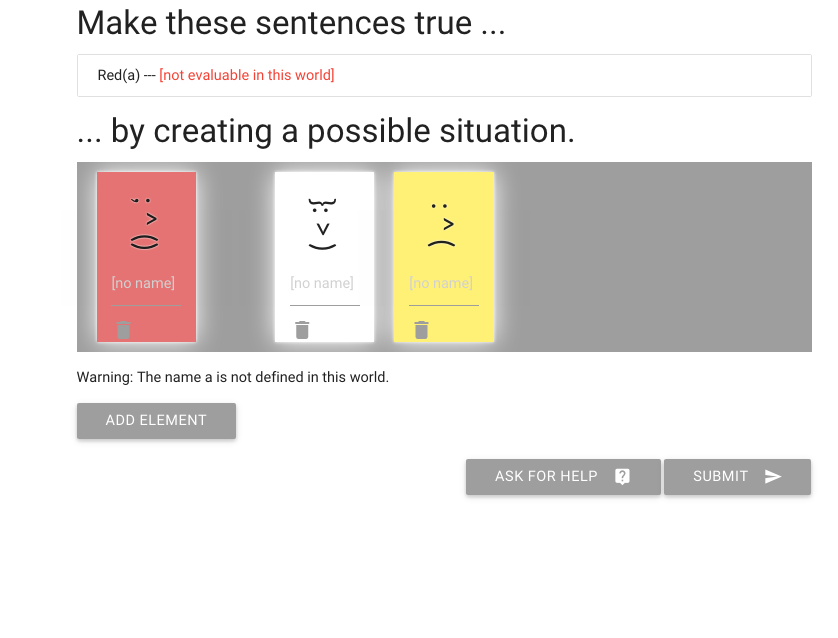 Make these sentences true ...
Red(a) --- [not evaluable in this world]
... by creating a possible situation.
[no name] [no name] [no name]
Warning: The name a is not defined in this world.
ADD ELEMENT
ASK FOR HELP SUBMIT